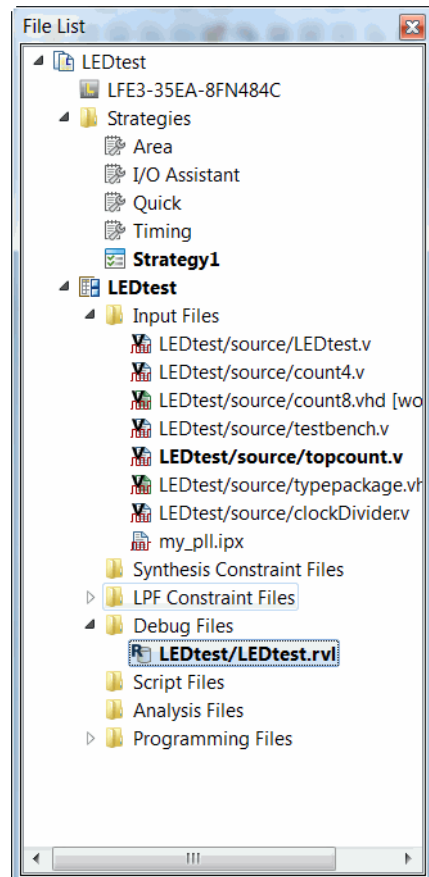 File List
LEDtest
LFE3-35EA-8FN484C
Strategies
Area
I/O Assistant
Quick
Timing
Strategy1
LEDtest
Input Files
LEDtest/source/LEDtest.v
LEDtest/source/count4.v
LEDtest/source/count8.vhd [wo
LEDtest/source/testbench.v
LEDtest/source/topcount.v
LEDtest/source/typepackage.vh
LEDtest/source/clockDivider.v
my_pll.ipx
Synthesis Constraint Files
LPF Constraint Files
Debug Files
LEDtest/LEDtest.rvl
Script Files
Analysis Files
Programming Files